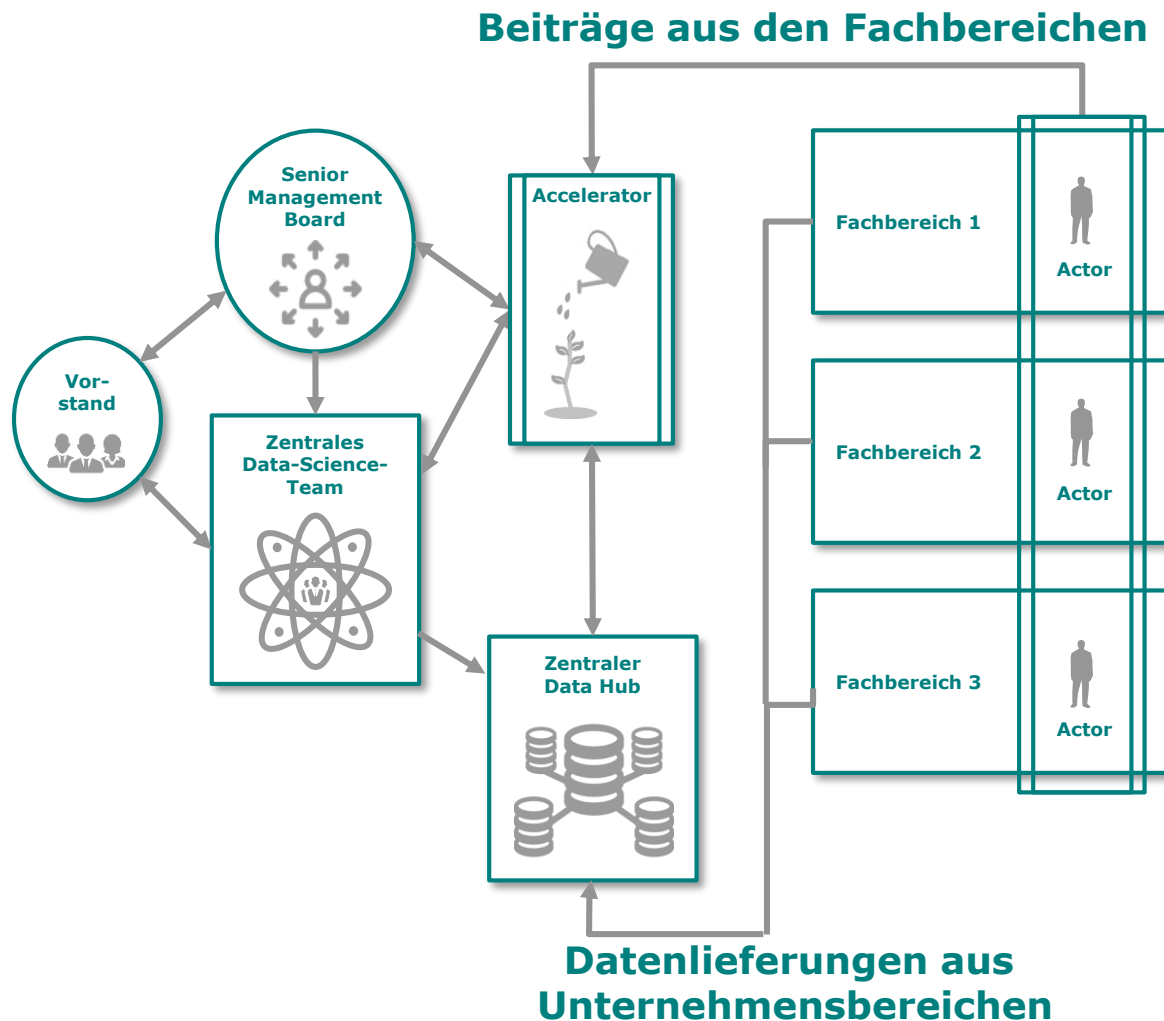 Beiträge aus den Fachbereichen
Senior
Management
Board
Accelerator
Fachbereich 1
Actor
Vor-
stand
Zentrales
Data-Science-
Team
Fachbereich 2
Actor
Zentraler
Data Hub
Fachbereich 3
Actor
Datenlieferungen aus
Unternehmensbereichen